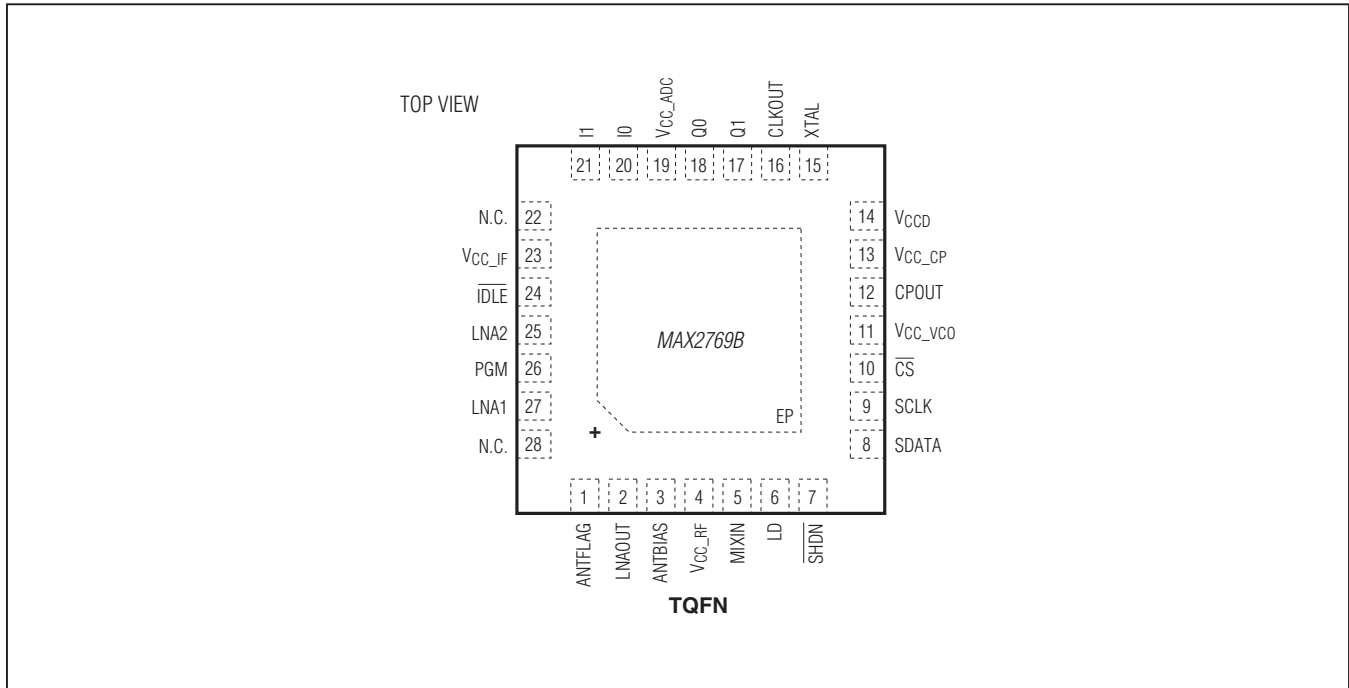 TOP VIEW
I1
I0
VCC_ADC
Q0
Q1
CLKOUT
XTAL
21 20 19 18 17 16 15
N.C. 22
VCC_IF 23
IDLE 24
LNA2 25
PGM 26
LNA1 27
N.C. 28
14 VCCD
13 VCC_CP
12 CPOUT
11 VCC_VCO
10 CS
9 SCLK
8 SDATA
MAX2769B
EP
+
1 2 3 4 5 6 7
ANTFLAG
LNAOUT
ANTBIAS
VCC_RF
MIXIN
LD
SHDN
TQFN